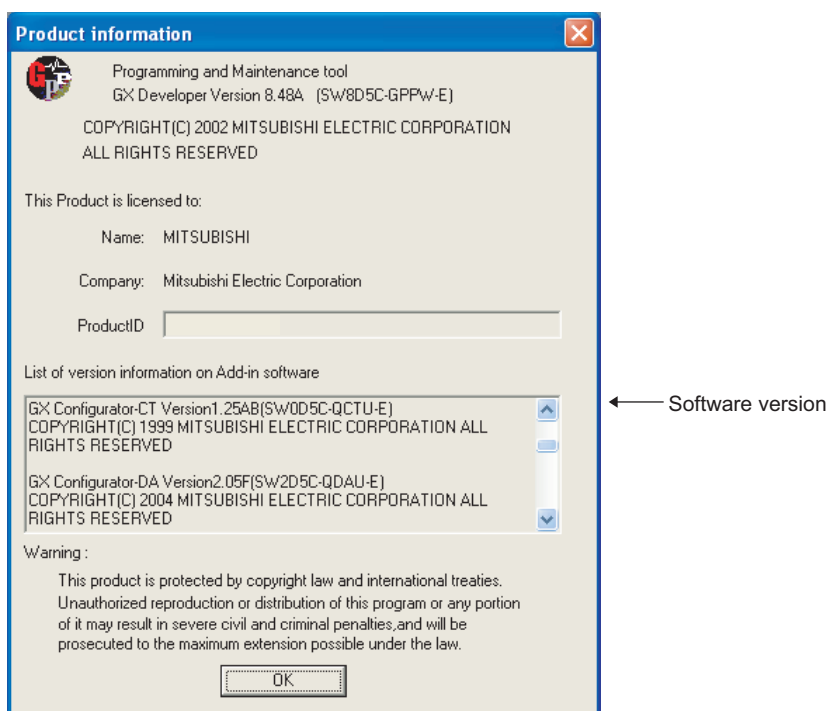 Product information
Programming and Maintenance tool
GX Developer Version 8.48A (SW8D5C-GPPW-E)
COPYRIGHT(C) 2002 MITSUBISHI ELECTRIC CORPORATION
ALL RIGHTS RESERVED
This Product is licensed to:
Name: MITSUBISHI
Company: Mitsubishi Electric Corporation
ProductID
List of version information on Add-in software
GX Configurator-CT Version1.25AB(SW0D5C-QCTU-E)
COPYRIGHT(C) 1999 MITSUBISHI ELECTRIC CORPORATION ALL
RIGHTS RESERVED
GX Configurator-DA Version2.05F(SW2D5C-QDAU-E)
COPYRIGHT(C) 2004 MITSUBISHI ELECTRIC CORPORATION ALL
RIGHTS RESERVED
Software version
Warning :
This product is protected by copyright law and international treaties.
Unauthorized reproduction or distribution of this program or any portion
of it may result in severe civil and criminal penalties,and will be
prosecuted to the maximum extension possible under the law.
OK